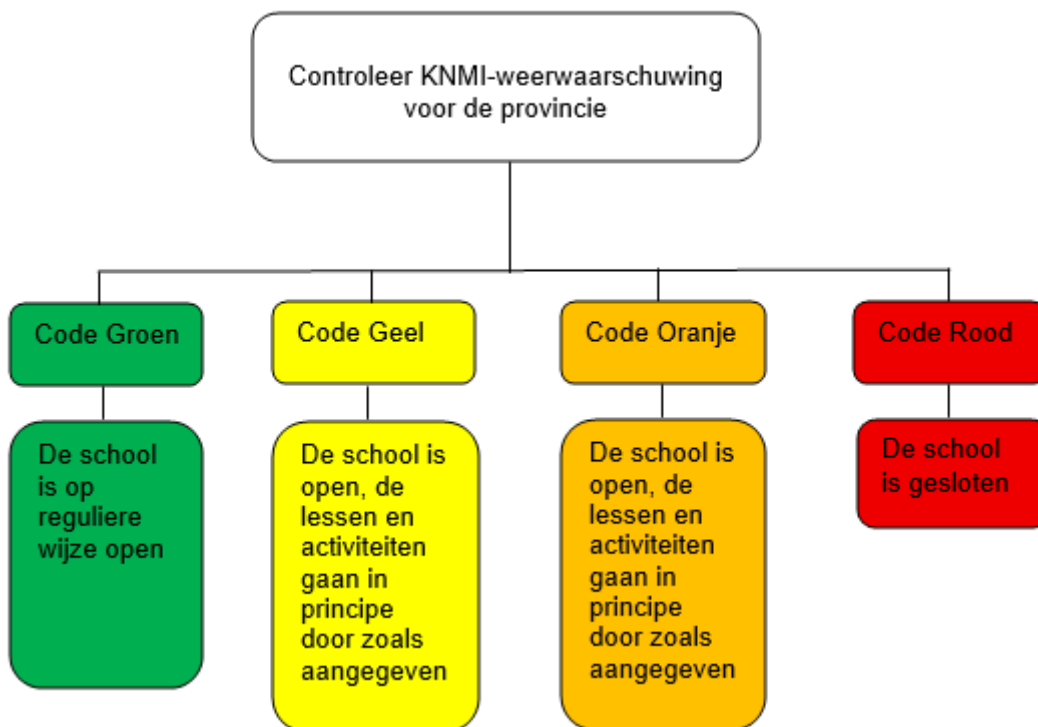 Controleer KNMI-weerwaarschuwing
voor de provincie
Code Groen
Code Geel
Code Oranje
Code Rood
De school
is op
reguliere
wijze open
De school is
open, de
lessen en
activiteiten
gaan in
principe
door zoals
aangegeven
De school is
open, de
lessen en
activiteiten
gaan in
principe
door zoals
aangegeven
De school
is gesloten